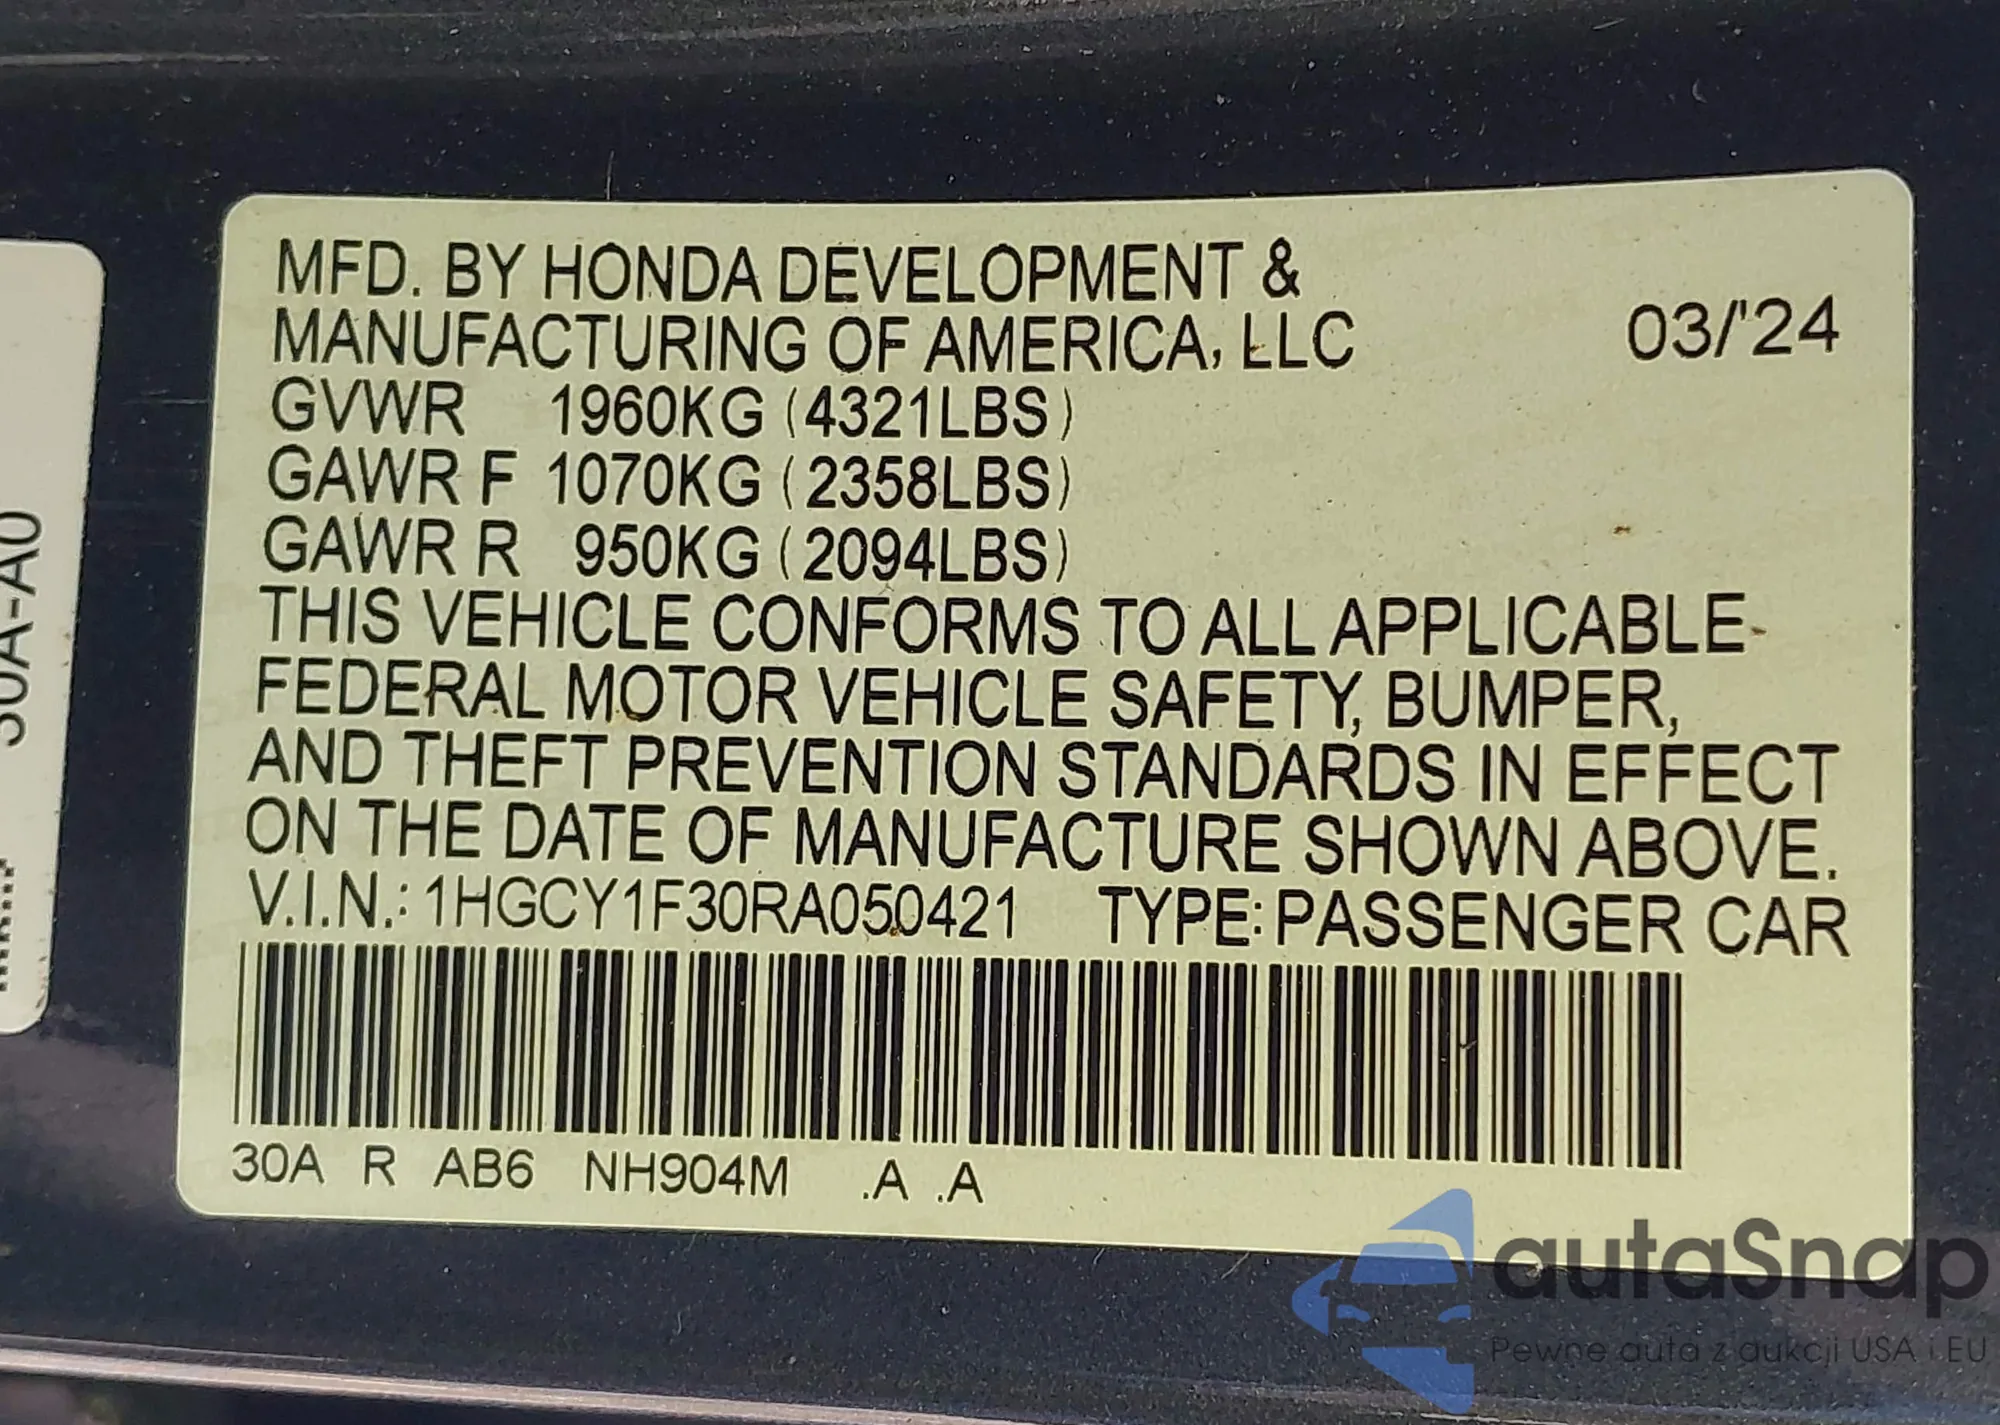 MFD. BY HONDA DEVELOPMENT &
MANUFACTURING OF AMERICA, LLC 03/'24
GVWR 1960KG (4321LBS)
GAWR F 1070KG (2358LBS)
GAWR R 950KG (2094LBS)
THIS VEHICLE CONFORMS TO ALL APPLICABLE
FEDERAL MOTOR VEHICLE SAFETY, BUMPER,
AND THEFT PREVENTION STANDARDS IN EFFECT
ON THE DATE OF MANUFACTURE SHOWN ABOVE.
V.I.N.: 1HGCY1F30RA050421 TYPE: PASSENGER CAR
30A R AB6 NH904M .A .A
30A-A0
autaSnap
Pewne auta z aukcji USA i EU